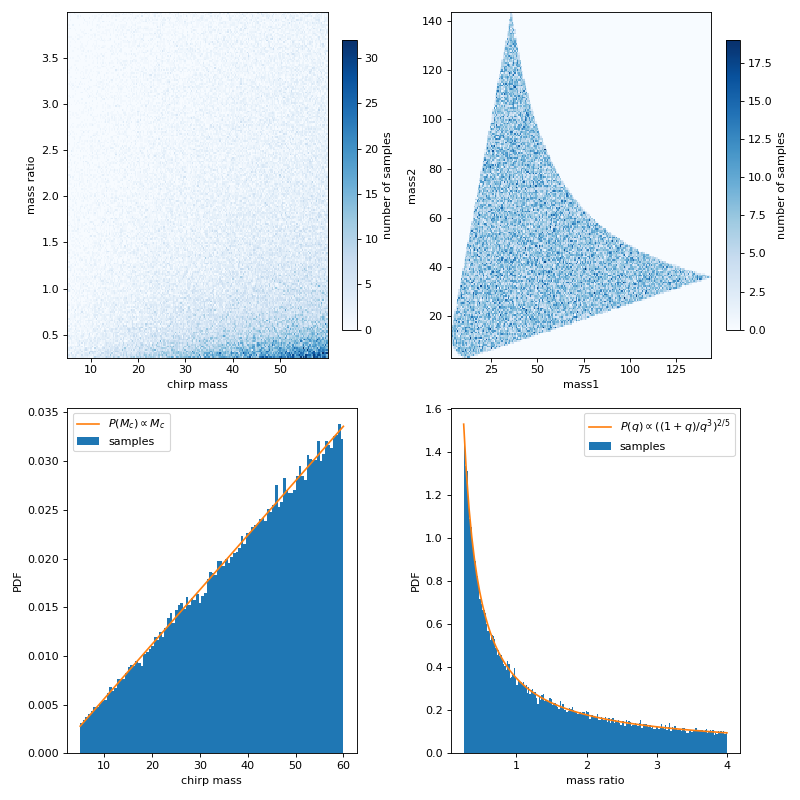 3.5
3.0
2.5
2.0
1.5
1.0
0.5
mass ratio
10 20 30 40 50
chirp mass
30
25
20
15
10
5
0
number of samples
140
120
100
80
60
40
20
mass2
25 50 75 100 125
mass1
17.5
15.0
12.5
10.0
7.5
5.0
2.5
0.0
number of samples
0.035
0.030
0.025
0.020
0.015
0.010
0.005
0.000
PDF
P(M_c) ∝ M_c
samples
10 20 30 40 50 60
chirp mass
1.6
1.4
1.2
1.0
0.8
0.6
0.4
0.2
0.0
PDF
P(q) ∝ ((1 + q)/q³)^{2/5}
samples
1 2 3 4
mass ratio